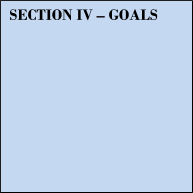 SECTION IV – GOALS